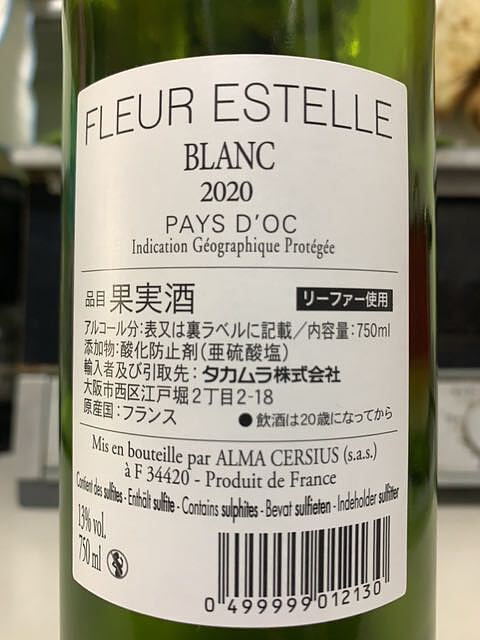 FLEUR ESTELLE
BLANC
2020
PAYS D'OC
Indication Géographique Protégée
品目 果実酒 リーファー使用
アルコール分:表又は裏ラベルに記載/内容量:750ml
添加物:酸化防止剤(亜硫酸塩)
輸入者及び引取先:タカムラ株式会社
大阪市西区江戸堀2丁目2-18
原産国:フランス ●飲酒は20歳になってから
Mis en bouteille par ALMA CERSIUS (s.a.s.)
à F 34420 - Produit de France
Contient des sulfites - Enthält sulfite - Contains sulphites - Bevat sulfieten - Indeholder sulfitter
13% vol.
750 ml
0 499999 012130